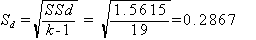 S_d = √(SSd / (k-1)) = √(1.5615 / 19) = 0.2867